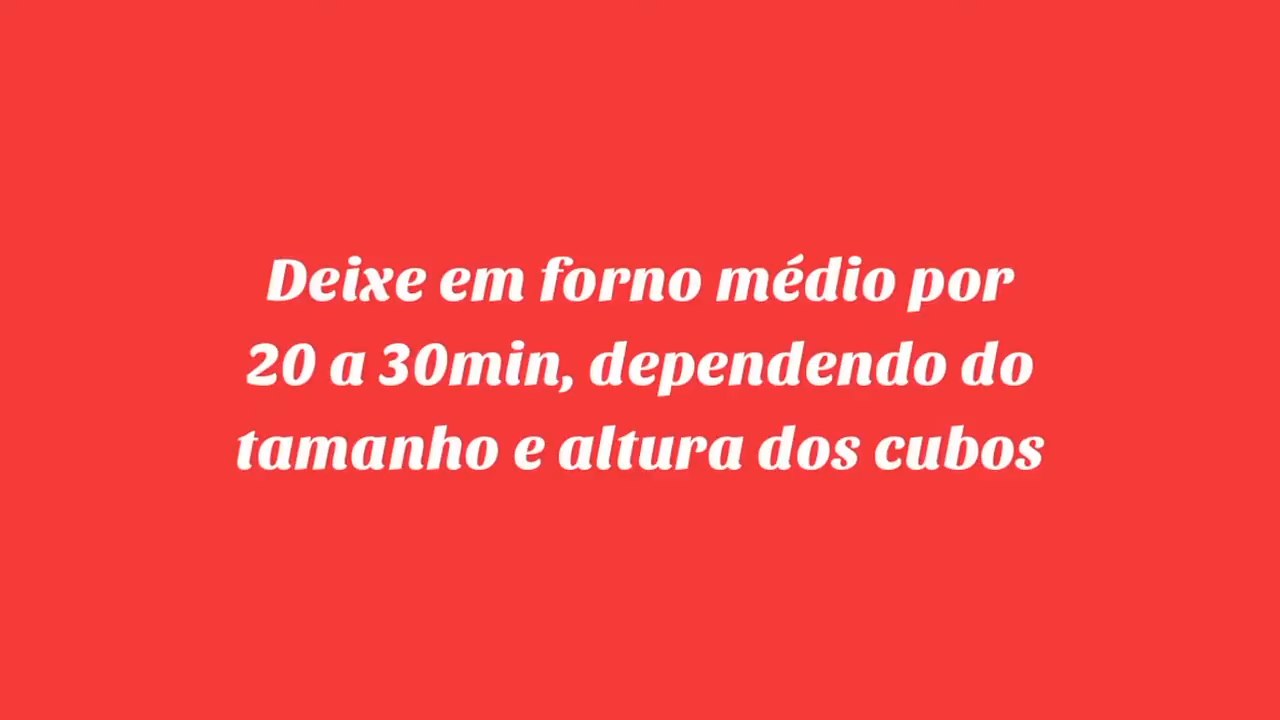 Deixe em forno médio por
20 a 30min, dependendo do
tamanho e altura dos cubos